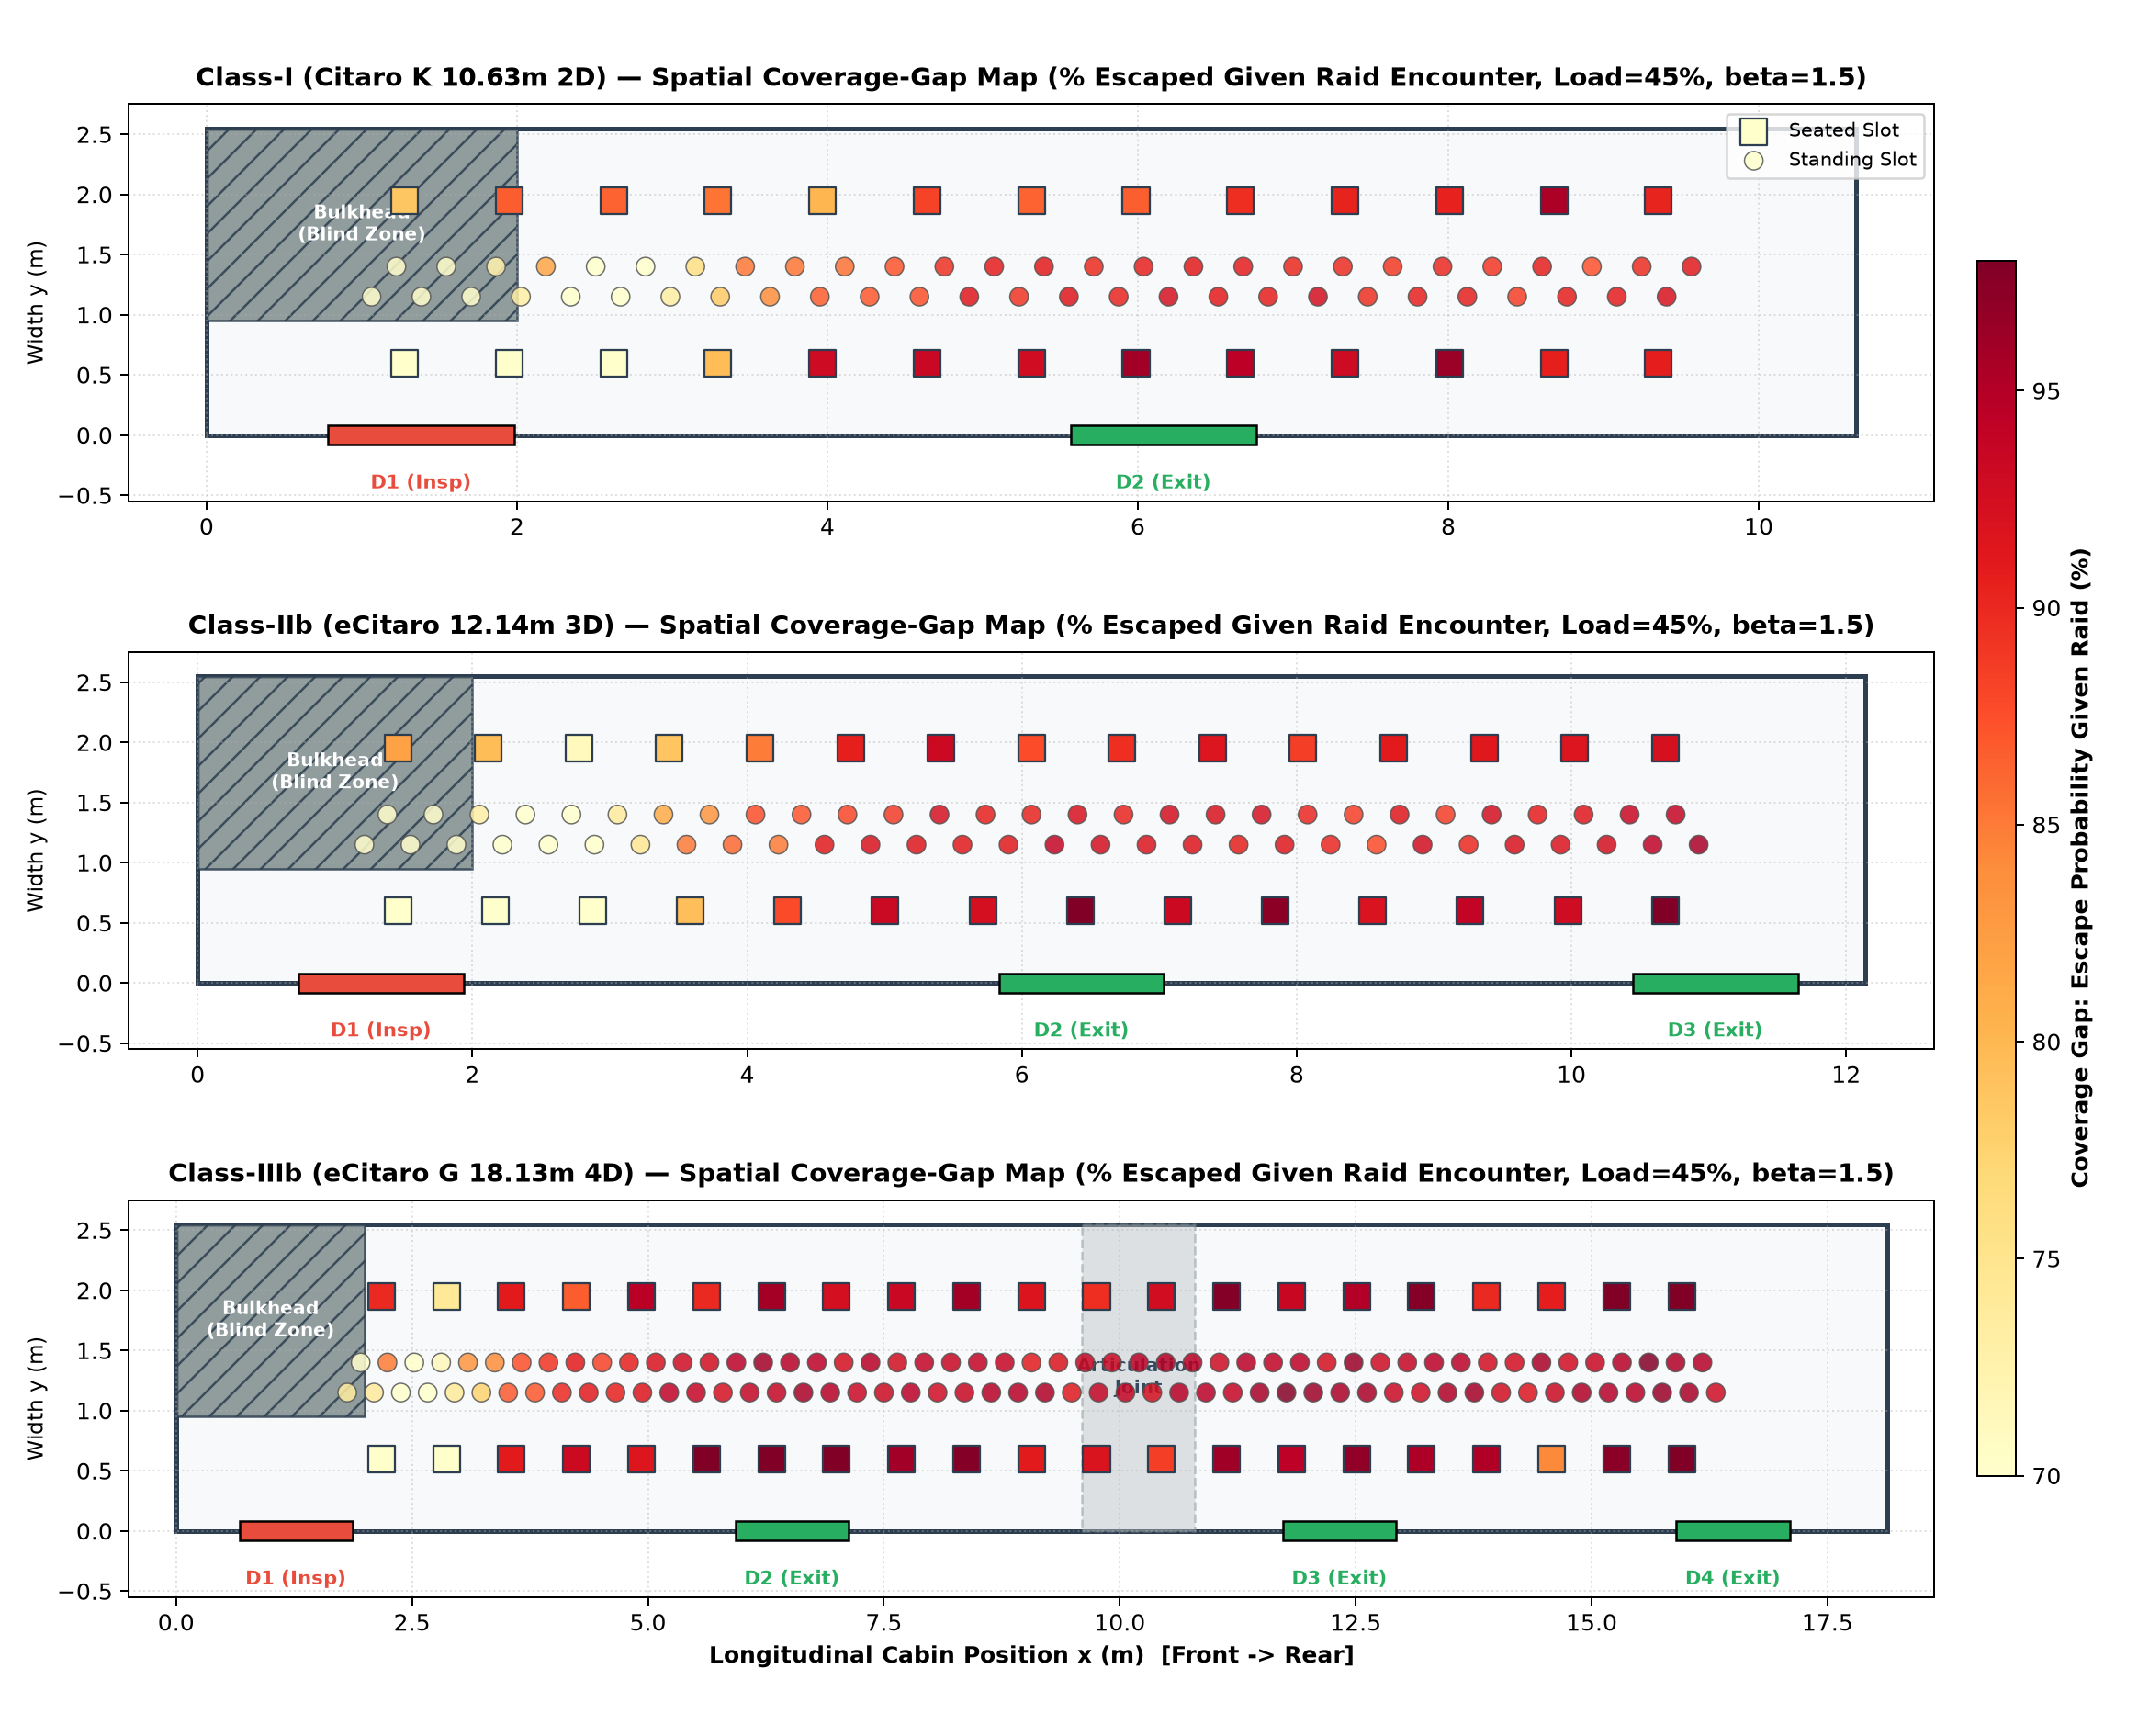 Class-I (Citaro K 10.63m 2D) — Spatial Coverage-Gap Map (% Escaped Given Raid Encounter, Load=45%, beta=1.5)
Width y (m)
2.5
2.0
1.5
1.0
0.5
0.0
−0.5
Bulkhead
(Blind Zone)
Seated Slot
Standing Slot
D1 (Insp)
D2 (Exit)
0 2 4 6 8 10
Class-IIb (eCitaro 12.14m 3D) — Spatial Coverage-Gap Map (% Escaped Given Raid Encounter, Load=45%, beta=1.5)
Width y (m)
2.5
2.0
1.5
1.0
0.5
0.0
−0.5
Bulkhead
(Blind Zone)
D1 (Insp)
D2 (Exit)
D3 (Exit)
0 2 4 6 8 10 12
Class-IIIb (eCitaro G 18.13m 4D) — Spatial Coverage-Gap Map (% Escaped Given Raid Encounter, Load=45%, beta=1.5)
Width y (m)
2.5
2.0
1.5
1.0
0.5
0.0
−0.5
Bulkhead
(Blind Zone)
Articulation
Joint
D1 (Insp)
D2 (Exit)
D3 (Exit)
D4 (Exit)
0.0 2.5 5.0 7.5 10.0 12.5 15.0 17.5
Longitudinal Cabin Position x (m) [Front -> Rear]
95
90
85
80
75
70
Coverage Gap: Escape Probability Given Raid (%)